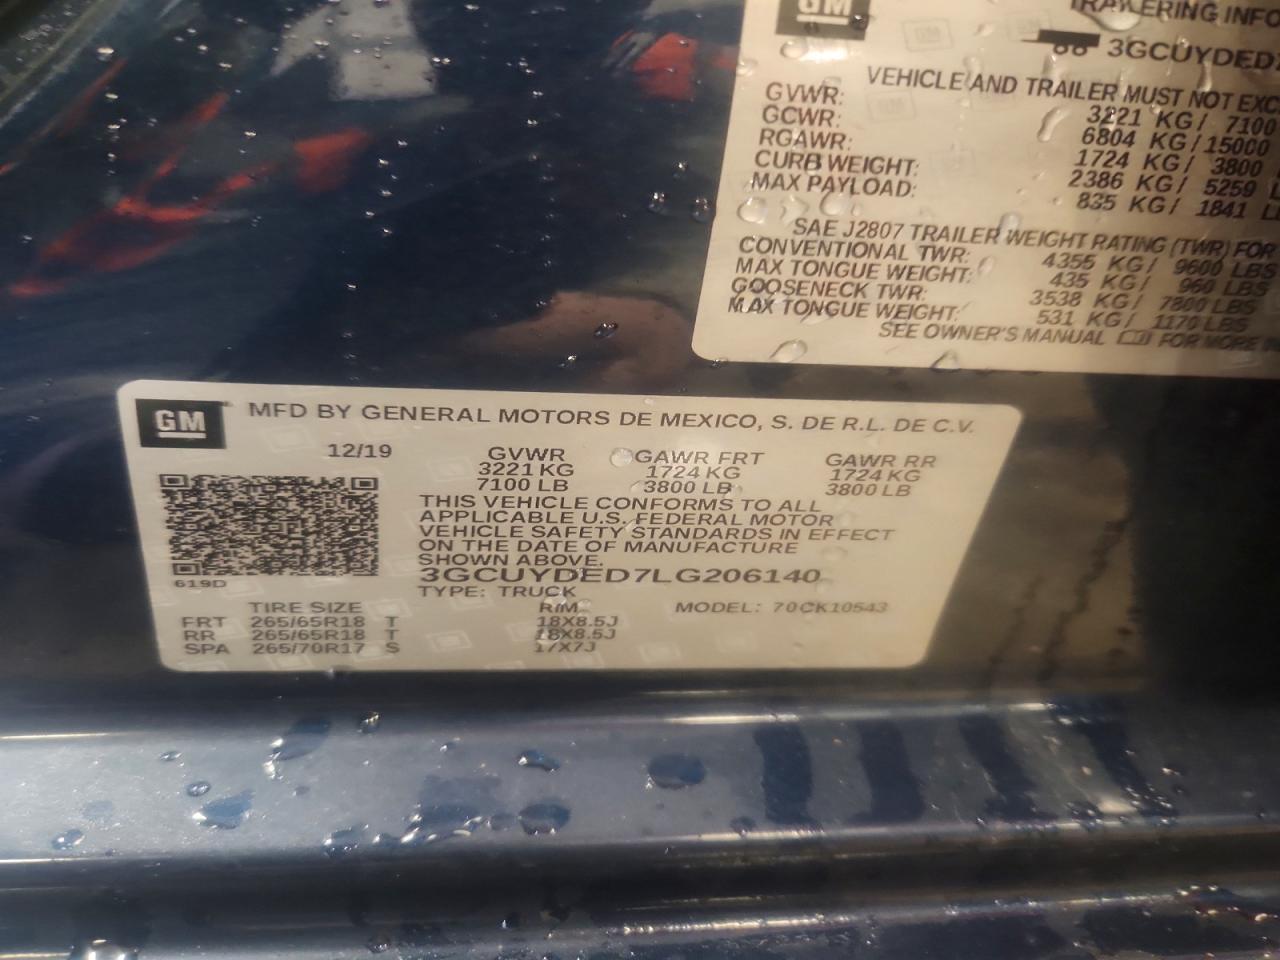 GM
TRAILERING INFO
3GCUYDED7
VEHICLE AND TRAILER MUST NOT EXC
GVWR: 3221 KG/ 7100
GCWR: 6804 KG/ 15000
RGAWR: 1724 KG/ 3800
CURB WEIGHT: 2386 KG/ 5259 L
MAX PAYLOAD: 835 KG/ 1841 L
SAE J2807 TRAILER WEIGHT RATING (TWR) FOR
CONVENTIONAL TWR: 4355 KG/ 9600 LBS
MAX TONGUE WEIGHT: 435 KG/ 960 LBS
GOOSENECK TWR: 3538 KG/ 7800 LBS
MAX TONGUE WEIGHT: 531 KG/ 1170 LBS
SEE OWNER'S MANUAL FOR MORE IN
GM MFD BY GENERAL MOTORS DE MEXICO, S. DE R.L. DE C.V.
12/19 GVWR GAWR FRT GAWR RR
3221 KG 1724 KG 1724 KG
7100 LB 3800 LB 3800 LB
THIS VEHICLE CONFORMS TO ALL
APPLICABLE U.S. FEDERAL MOTOR
VEHICLE SAFETY STANDARDS IN EFFECT
ON THE DATE OF MANUFACTURE
SHOWN ABOVE.
3GCUYDED7LG206140
619D
TYPE: TRUCK
TIRE SIZE RIM MODEL: 70CK10543
FRT 265/65R18 T 18X8.5J
RR 265/65R18 T 18X8.5J
SPA 265/70R17 S 17X7J